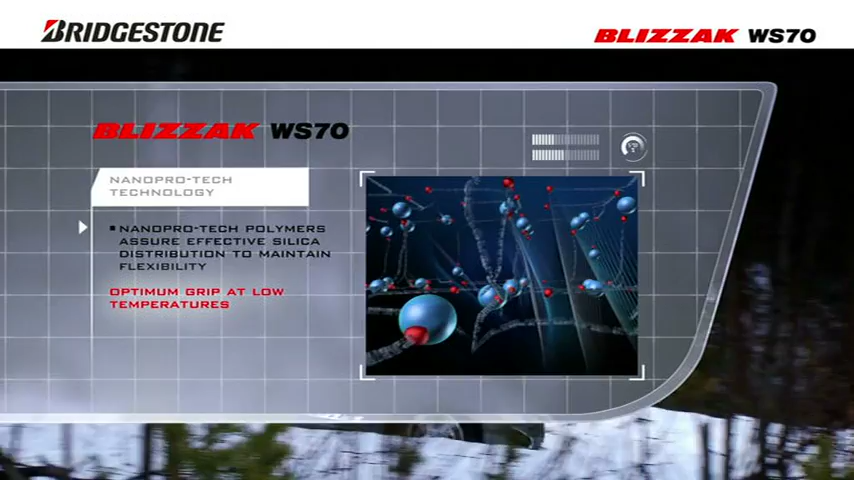 BRIDGESTONE
BLIZZAK WS70
BLIZZAK WS70
NANOPRO-TECH
TECHNOLOGY
▪ NANOPRO-TECH POLYMERS
ASSURE EFFECTIVE SILICA
DISTRIBUTION TO MAINTAIN
FLEXIBILITY
OPTIMUM GRIP AT LOW
TEMPERATURES